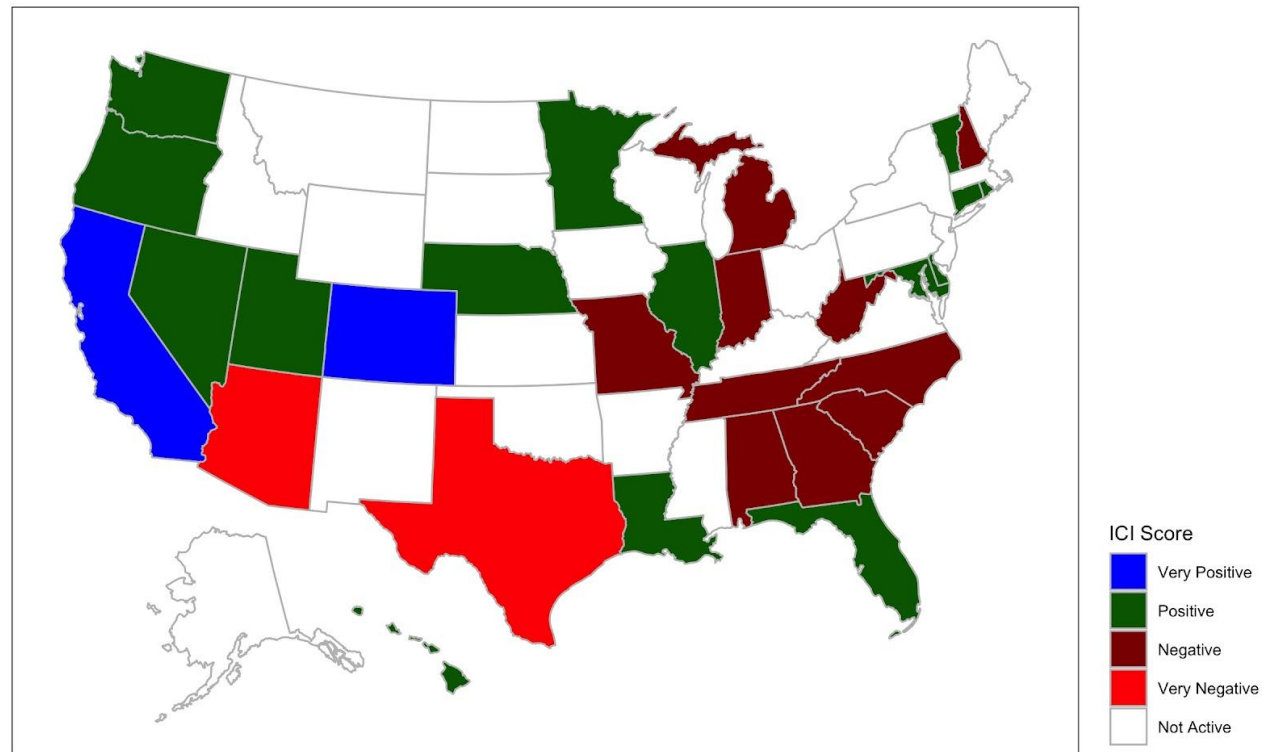 ICI Score
Very Positive
Positive
Negative
Very Negative
Not Active